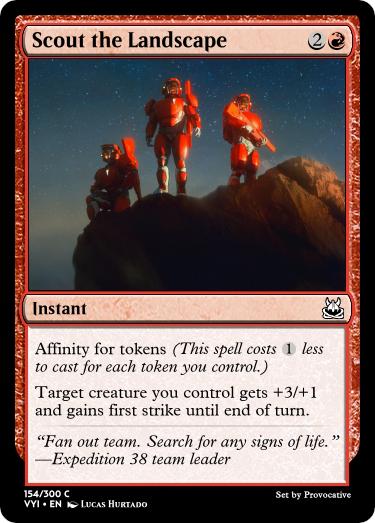 Scout the Landscape 2
Instant
Affinity for tokens (This spell costs 1 less
to cast for each token you control.)
Target creature you control gets +3/+1
and gains first strike until end of turn.
“Fan out team. Search for any signs of life.”
—Expedition 38 team leader
154/300 C
VYI • EN Lucas Hurtado
Set by Provocative